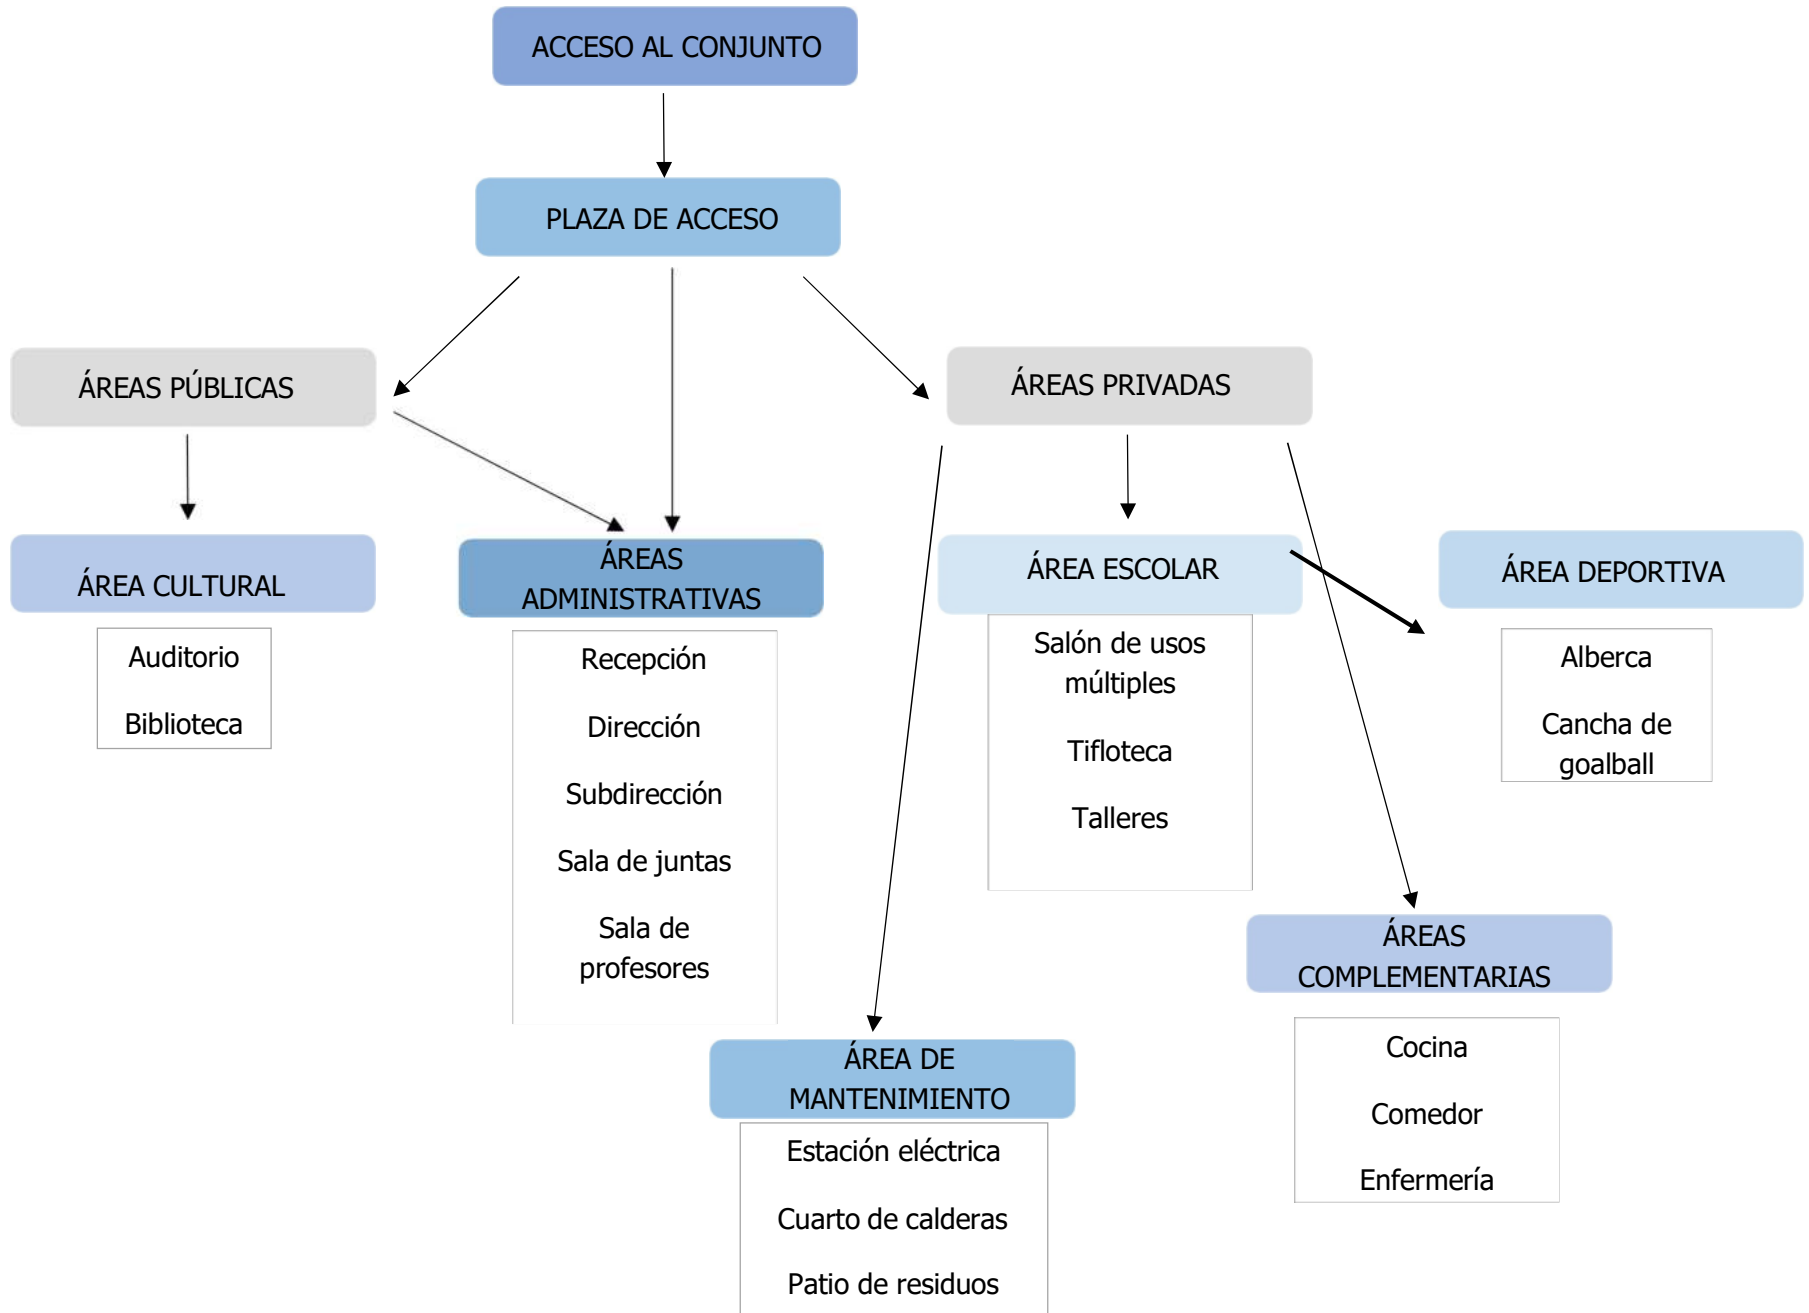 ACCESO AL CONJUNTO
PLAZA DE ACCESO
ÁREAS PÚBLICAS
ÁREAS PRIVADAS
ÁREA CULTURAL
Auditorio
Biblioteca
ÁREAS
ADMINISTRATIVAS
Recepción
Dirección
Subdirección
Sala de juntas
Sala de
profesores
ÁREA ESCOLAR
Salón de usos
múltiples
Tifloteca
Talleres
ÁREA DEPORTIVA
Alberca
Cancha de
goalball
ÁREAS
COMPLEMENTARIAS
Cocina
Comedor
Enfermería
ÁREA DE
MANTENIMIENTO
Estación eléctrica
Cuarto de calderas
Patio de residuos